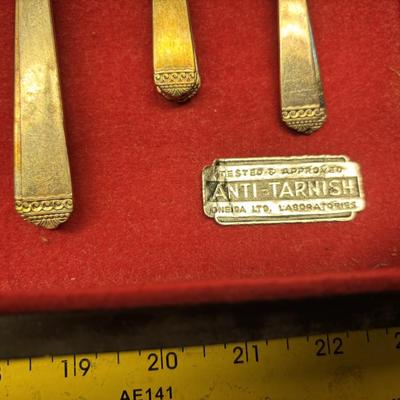 TESTED & APPROVED
ANTI-TARNISH
ONEIDA LTD. LABORATORIES
19 20 21 22
AE141